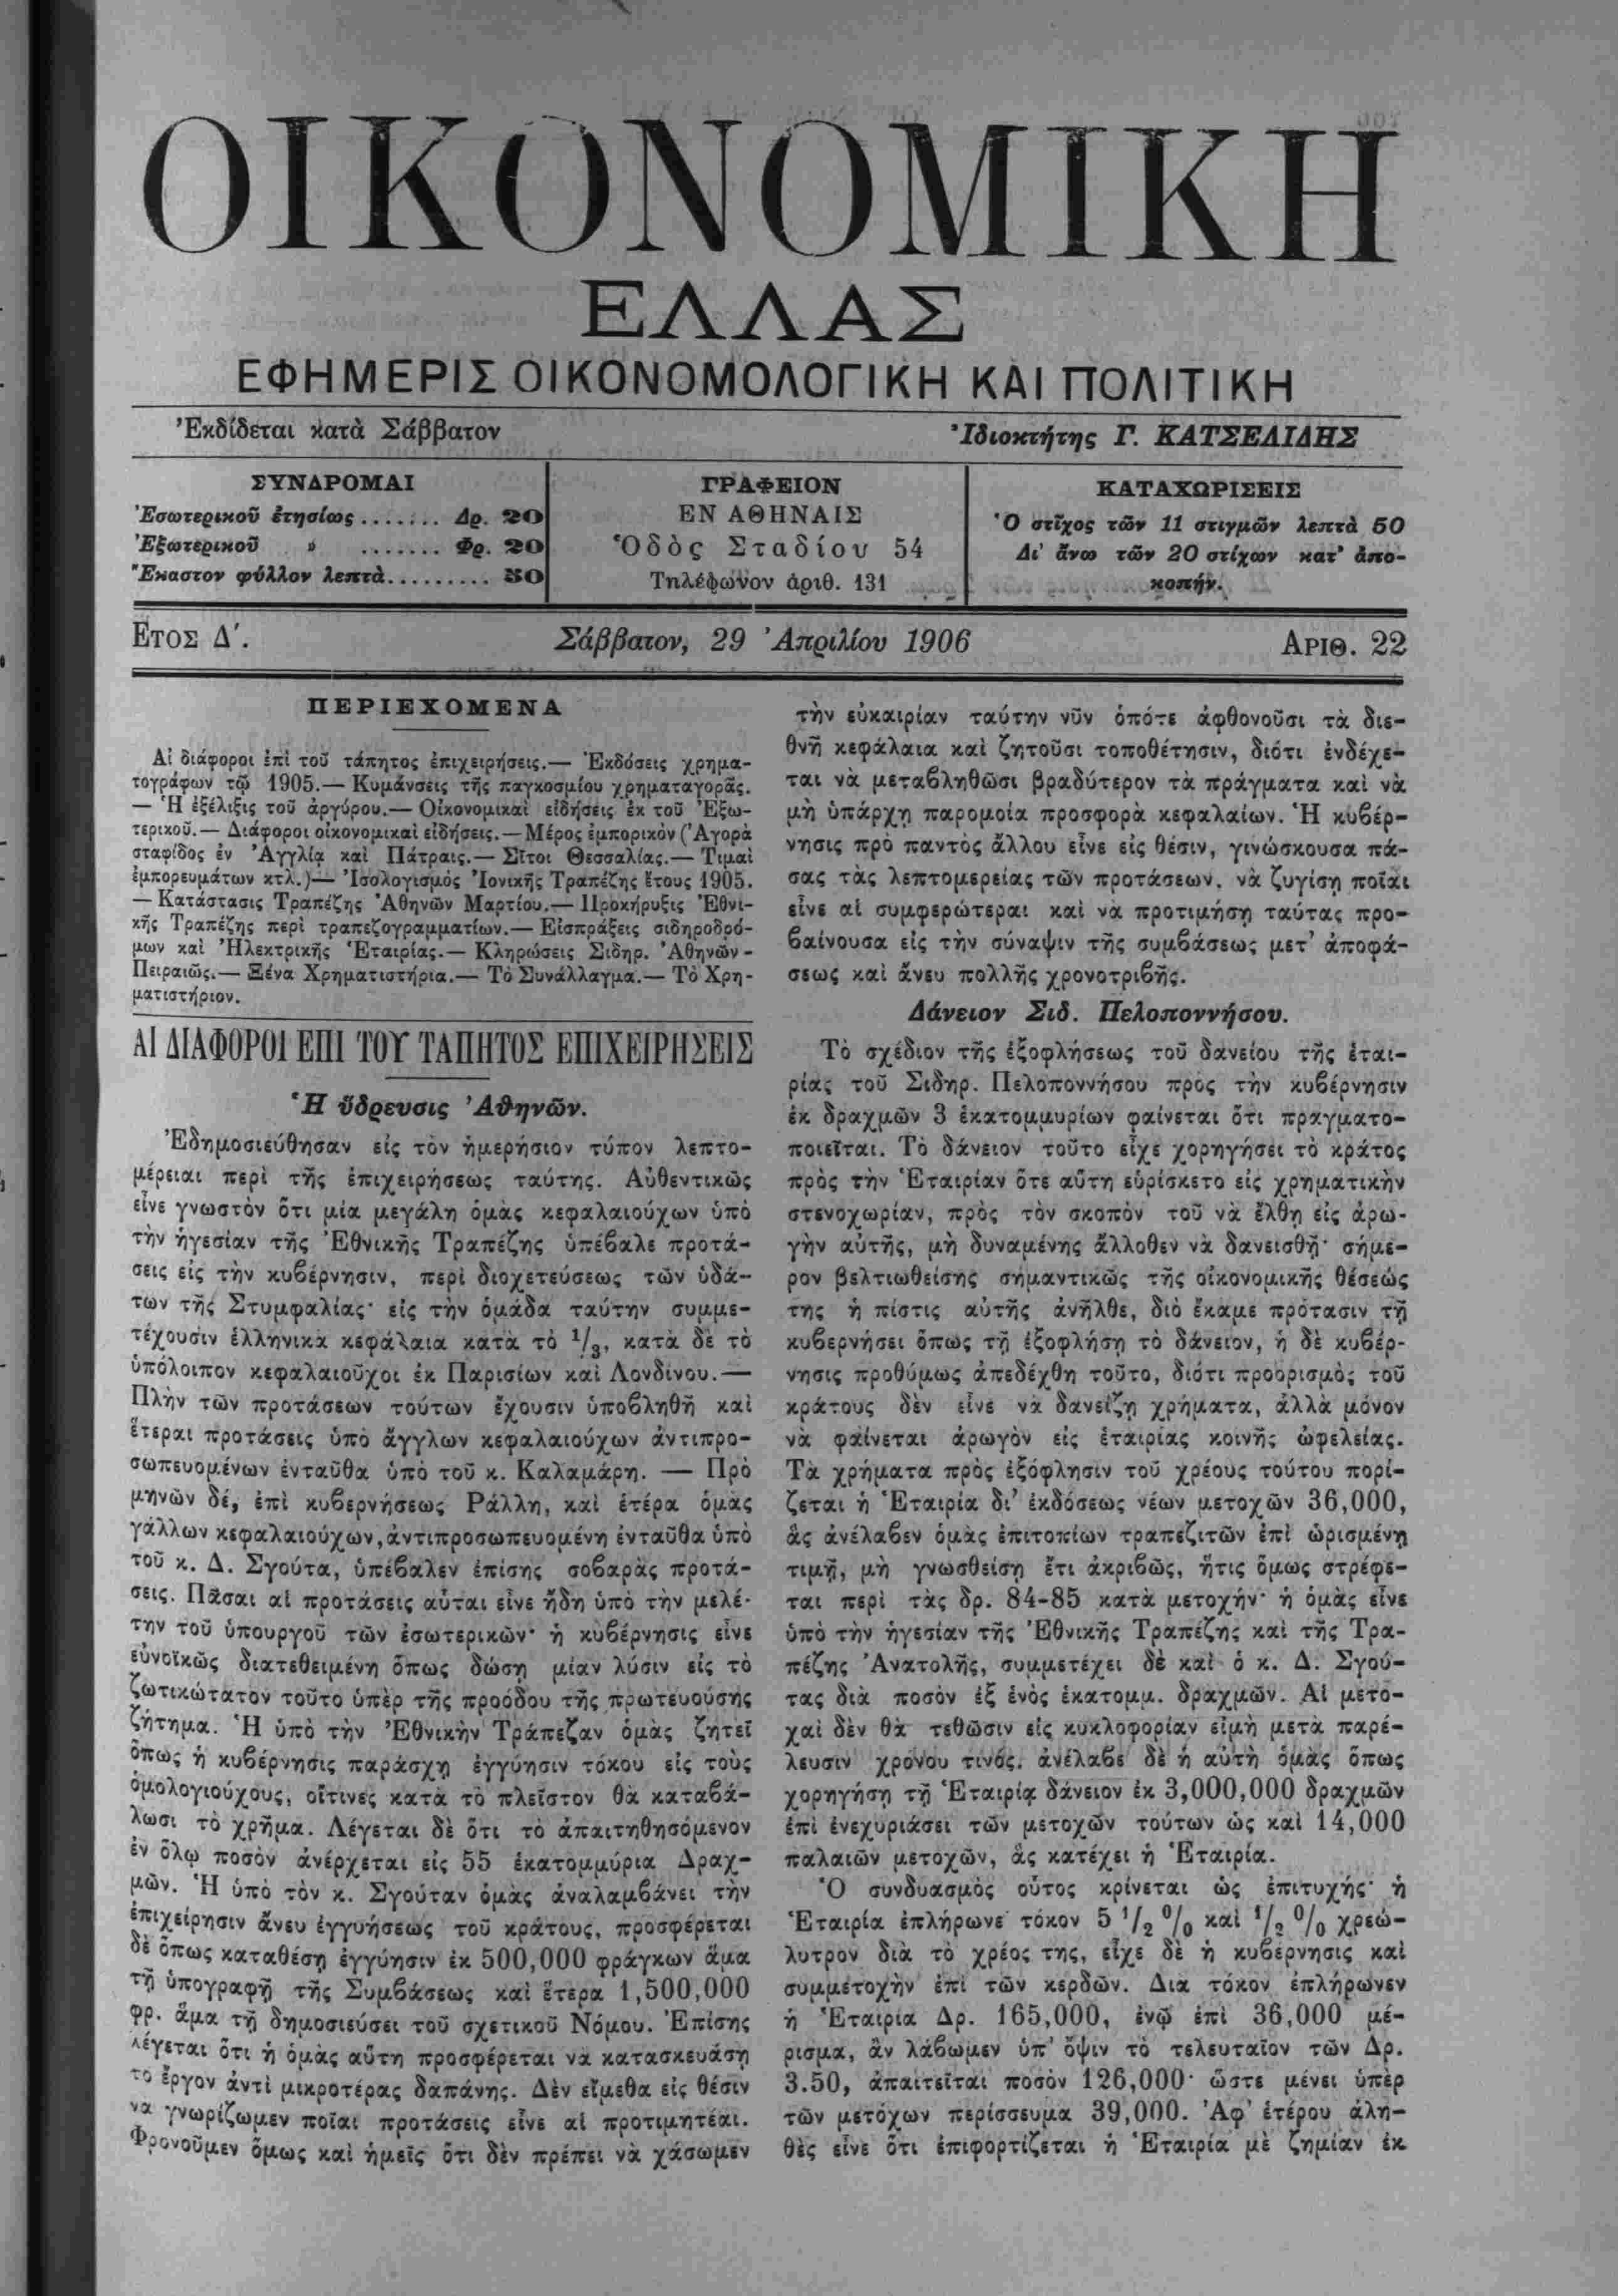 ΟΙΚΟΝΟΜΙΚΗ
ΕΛΛΑΣ
ΕΦΗΜΕΡΙΣ ΟΙΚΟΝΟΜΟΛΟΓΙΚΗ ΚΑΙ ΠΟΛΙΤΙΚΗ
Ἐκδίδεται κατὰ Σάββατον
Ἰδιοκτήτης Γ. ΚΑΤΣΕΛΙΔΗΣ
ΣΥΝΔΡΟΜΑΙ
Ἐσωτερικοῦ ἐτησίως ....... Δρ. 20
Ἐξωτερικοῦ » ....... Φρ. 20
Ἕκαστον φύλλον λεπτὰ......... 50
ΓΡΑΦΕΙΟΝ
ΕΝ ΑΘΗΝΑΙΣ
Ὁδὸς Σταδίου 54
Τηλέφωνον ἀριθ. 131
ΚΑΤΑΧΩΡΙΣΕΙΣ
Ὁ στῖχος τῶν 11 στιγμῶν λεπτὰ 50
Δι' ἄνω τῶν 20 στίχων κατ' ἀπο-
κοπήν.
ΕΤΟΣ Δ΄.
Σάββατον, 29 Ἀπριλίου 1906
ΑΡΙΘ. 22
ΠΕΡΙΕΧΟΜΕΝΑ
Αἱ διάφοροι ἐπὶ τοῦ τάπητος ἐπιχειρήσεις.— Ἐκδόσεις χρημα-
τογράφων τῷ 1905.— Κυμάνσεις τῆς παγκοσμίου χρηματαγορᾶς.
— Ἡ ἐξέλιξις τοῦ ἀργύρου.— Οἰκονομικαὶ εἰδήσεις ἐκ τοῦ Ἐξω-
τερικοῦ.— Διάφοροι οἰκονομικαὶ εἰδήσεις.—Μέρος ἐμπορικὸν (Ἀγορὰ
σταφίδος ἐν Ἀγγλίᾳ καὶ Πάτραις.— Σῖτοι Θεσσαλίας.— Τιμαὶ
ἐμπορευμάτων κτλ.)— Ἰσολογισμὸς Ἰονικῆς Τραπέζης ἔτους 1905.
— Κατάστασις Τραπέζης Ἀθηνῶν Μαρτίου.— Προκήρυξις Ἐθνι-
κῆς Τραπέζης περὶ τραπεζογραμματίων.— Εἰσπράξεις σιδηροδρό-
μων καὶ Ἠλεκτρικῆς Ἑταιρίας.— Κληρώσεις Σιδηρ. Ἀθηνῶν-
Πειραιῶς.— Ξένα Χρηματιστήρια.— Τὸ Συνάλλαγμα.— Τὸ Χρη-
ματιστήριον.
ΑΙ ΔΙΑΦΟΡΟΙ ΕΠΙ ΤΟΥ ΤΑΠΗΤΟΣ ΕΠΙΧΕΙΡΗΣΕΙΣ
Ἡ ὕδρευσις Ἀθηνῶν.
Ἐδημοσιεύθησαν εἰς τὸν ἡμερήσιον τύπον λεπτο-
μέρειαι περὶ τῆς ἐπιχειρήσεως ταύτης. Αὐθεντικῶς
εἶνε γνωστὸν ὅτι μία μεγάλη ὁμὰς κεφαλαιούχων ὑπὸ
τὴν ἡγεσίαν τῆς Ἐθνικῆς Τραπέζης ὑπέβαλε προτά-
σεις εἰς τὴν κυβέρνησιν, περὶ διοχετεύσεως τῶν ὑδά-
των τῆς Στυμφαλίας· εἰς τὴν ὁμάδα ταύτην συμμε-
τέχουσιν ἑλληνικὰ κεφάλαια κατὰ τὸ 1/3, κατὰ δὲ τὸ
ὑπόλοιπον κεφαλαιοῦχοι ἐκ Παρισίων καὶ Λονδίνου.—
Πλὴν τῶν προτάσεων τούτων ἔχουσιν ὑποβληθῆ καὶ
ἕτεραι προτάσεις ὑπὸ ἄγγλων κεφαλαιούχων ἀντιπρο-
σωπευομένων ἐνταῦθα ὑπὸ τοῦ κ. Καλαμάρη. — Πρὸ
μηνῶν δέ, ἐπὶ κυβερνήσεως Ράλλη, καὶ ἑτέρα ὁμὰς
γάλλων κεφαλαιούχων, ἀντιπροσωπευομένη ἐνταῦθα ὑπὸ
τοῦ κ. Δ. Σγούτα, ὑπέβαλεν ἐπίσης σοβαρὰς προτά-
σεις. Πᾶσαι αἱ προτάσεις αὗται εἶνε ἤδη ὑπὸ τὴν μελέ-
την τοῦ ὑπουργοῦ τῶν ἐσωτερικῶν· ἡ κυβέρνησις εἶνε
εὐνοϊκῶς διατεθειμένη ὅπως δώσῃ μίαν λύσιν εἰς τὸ
ζωτικώτατον τοῦτο ὑπὲρ τῆς προόδου τῆς πρωτευούσης
ζήτημα. Ἡ ὑπὸ τὴν Ἐθνικὴν Τράπεζαν ὁμὰς ζητεῖ
ὅπως ἡ κυβέρνησις παράσχῃ ἐγγύησιν τόκου εἰς τοὺς
ὁμολογιούχους, οἵτινες κατὰ τὸ πλεῖστον θὰ καταβά-
λωσι τὸ χρῆμα. Λέγεται δὲ ὅτι τὸ ἀπαιτηθησόμενον
ἐν ὅλῳ ποσὸν ἀνέρχεται εἰς 55 ἑκατομμύρια Δραχ-
μῶν. Ἡ ὑπὸ τὸν κ. Σγούταν ὁμὰς ἀναλαμβάνει τὴν
ἐπιχείρησιν ἄνευ ἐγγυήσεως τοῦ κράτους, προσφέρεται
δὲ ὅπως καταθέσῃ ἐγγύησιν ἐκ 500,000 φράγκων ἅμα
τῇ ὑπογραφῇ τῆς Συμβάσεως καὶ ἕτερα 1,500,000
φρ. ἅμα τῇ δημοσιεύσει τοῦ σχετικοῦ Νόμου. Ἐπίσης
λέγεται ὅτι ἡ ὁμὰς αὕτη προσφέρεται νὰ κατασκευάσῃ
τὸ ἔργον ἀντὶ μικροτέρας δαπάνης. Δὲν εἴμεθα εἰς θέσιν
νὰ γνωρίζωμεν ποῖαι προτάσεις εἶνε αἱ προτιμητέαι.
Φρονοῦμεν ὅμως καὶ ἡμεῖς ὅτι δὲν πρέπει νὰ χάσωμεν
τὴν εὐκαιρίαν ταύτην νῦν ὁπότε ἀφθονοῦσι τὰ διε-
θνῆ κεφάλαια καὶ ζητοῦσι τοποθέτησιν, διότι ἐνδέχε-
ται νὰ μεταβληθῶσι βραδύτερον τὰ πράγματα καὶ νὰ
μὴ ὑπάρχῃ παρομοία προσφορὰ κεφαλαίων. Ἡ κυβέρ-
νησις πρὸ παντὸς ἄλλου εἶνε εἰς θέσιν, γινώσκουσα πά-
σας τὰς λεπτομερείας τῶν προτάσεων, νὰ ζυγίσῃ ποῖαι
εἶνε αἱ συμφερώτεραι καὶ νὰ προτιμήσῃ ταύτας προ-
βαίνουσα εἰς τὴν σύναψιν τῆς συμβάσεως μετ' ἀποφά-
σεως καὶ ἄνευ πολλῆς χρονοτριβῆς.
Δάνειον Σιδ. Πελοποννήσου.
Τὸ σχέδιον τῆς ἐξοφλήσεως τοῦ δανείου τῆς ἑται-
ρίας τοῦ Σιδηρ. Πελοποννήσου πρὸς τὴν κυβέρνησιν
ἐκ δραχμῶν 3 ἑκατομμυρίων φαίνεται ὅτι πραγματο-
ποιεῖται. Τὸ δάνειον τοῦτο εἶχε χορηγήσει τὸ κράτος
πρὸς τὴν Ἑταιρίαν ὅτε αὕτη εὑρίσκετο εἰς χρηματικὴν
στενοχωρίαν, πρὸς τὸν σκοπὸν τοῦ νὰ ἔλθῃ εἰς ἀρω-
γὴν αὐτῆς, μὴ δυναμένης ἄλλοθεν νὰ δανεισθῇ· σήμε-
ρον βελτιωθείσης σημαντικῶς τῆς οἰκονομικῆς θέσεώς
της ἡ πίστις αὐτῆς ἀνῆλθε, διὸ ἔκαμε πρότασιν τῇ
κυβερνήσει ὅπως τῇ ἐξοφλήσῃ τὸ δάνειον, ἡ δὲ κυβέρ-
νησις προθύμως ἀπεδέχθη τοῦτο, διότι προορισμὸς τοῦ
κράτους δὲν εἶνε νὰ δανείζῃ χρήματα, ἀλλὰ μόνον
νὰ φαίνεται ἀρωγὸν εἰς ἑταιρίας κοινῆς ὠφελείας.
Τὰ χρήματα πρὸς ἐξόφλησιν τοῦ χρέους τούτου πορί-
ζεται ἡ Ἑταιρία δι' ἐκδόσεως νέων μετοχῶν 36,000,
ἃς ἀνέλαβεν ὁμὰς ἐπιτοπίων τραπεζιτῶν ἐπὶ ὡρισμένῃ
τιμῇ, μὴ γνωσθείσῃ ἔτι ἀκριβῶς, ἥτις ὅμως στρέφε-
ται περὶ τὰς δρ. 84-85 κατὰ μετοχήν· ἡ ὁμὰς εἶνε
ὑπὸ τὴν ἡγεσίαν τῆς Ἐθνικῆς Τραπέζης καὶ τῆς Τρα-
πέζης Ἀνατολῆς, συμμετέχει δὲ καὶ ὁ κ. Δ. Σγού-
τας διὰ ποσὸν ἐξ ἑνὸς ἑκατομμ. δραχμῶν. Αἱ μετο-
χαὶ δὲν θὰ τεθῶσιν εἰς κυκλοφορίαν εἰμὴ μετὰ παρέ-
λευσιν χρόνου τινός. ἀνέλαβε δὲ ἡ αὐτὴ ὁμὰς ὅπως
χορηγήσῃ τῇ Ἑταιρίᾳ δάνειον ἐκ 3,000,000 δραχμῶν
ἐπὶ ἐνεχυριάσει τῶν μετοχῶν τούτων ὡς καὶ 14,000
παλαιῶν μετοχῶν, ἃς κατέχει ἡ Ἑταιρία.
Ὁ συνδυασμὸς οὗτος κρίνεται ὡς ἐπιτυχής· ἡ
Ἑταιρία ἐπλήρωνε τόκον 5 1/2 0/0 καὶ 1/2 0/0 χρεώ-
λυτρον διὰ τὸ χρέος της, εἶχε δὲ ἡ κυβέρνησις καὶ
συμμετοχὴν ἐπὶ τῶν κερδῶν. Διὰ τόκον ἐπλήρωνεν
ἡ Ἑταιρία Δρ. 165,000, ἐνῷ ἐπὶ 36,000 μέ-
ρισμα, ἂν λάβωμεν ὑπ' ὄψιν τὸ τελευταῖον τῶν Δρ.
3.50, ἀπαιτεῖται ποσὸν 126,000· ὥστε μένει ὑπὲρ
τῶν μετόχων περίσσευμα 39,000. Ἀφ' ἑτέρου ἀλη-
θὲς εἶνε ὅτι ἐπιφορτίζεται ἡ Ἑταιρία μὲ ζημίαν ἐκ